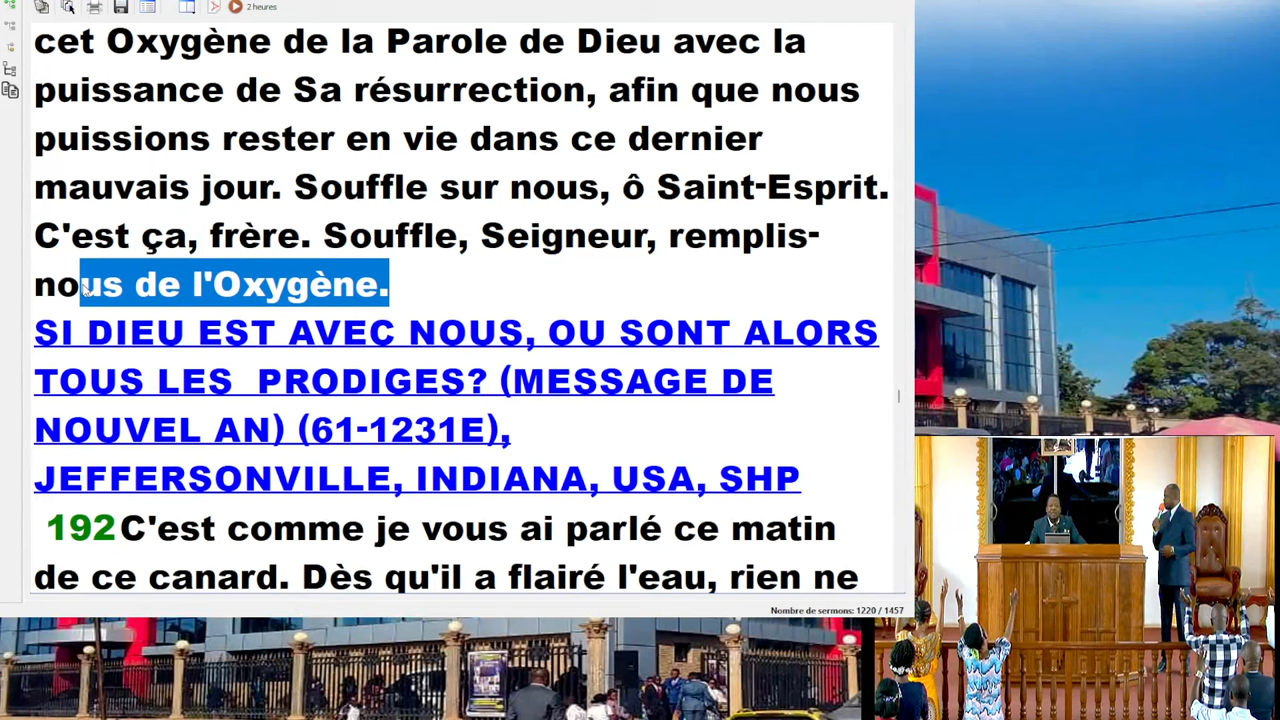 2 heures
cet Oxygène de la Parole de Dieu avec la
puissance de Sa résurrection, afin que nous
puissions rester en vie dans ce dernier
mauvais jour. Souffle sur nous, ô Saint-Esprit.
C'est ça, frère. Souffle, Seigneur, remplis-
nous de l'Oxygène.
SI DIEU EST AVEC NOUS, OU SONT ALORS
TOUS LES PRODIGES? (MESSAGE DE
NOUVEL AN) (61-1231E),
JEFFERSONVILLE, INDIANA, USA, SHP
192 C'est comme je vous ai parlé ce matin
de ce canard. Dès qu'il a flairé l'eau, rien ne
Nombre de sermons: 1220 / 1457